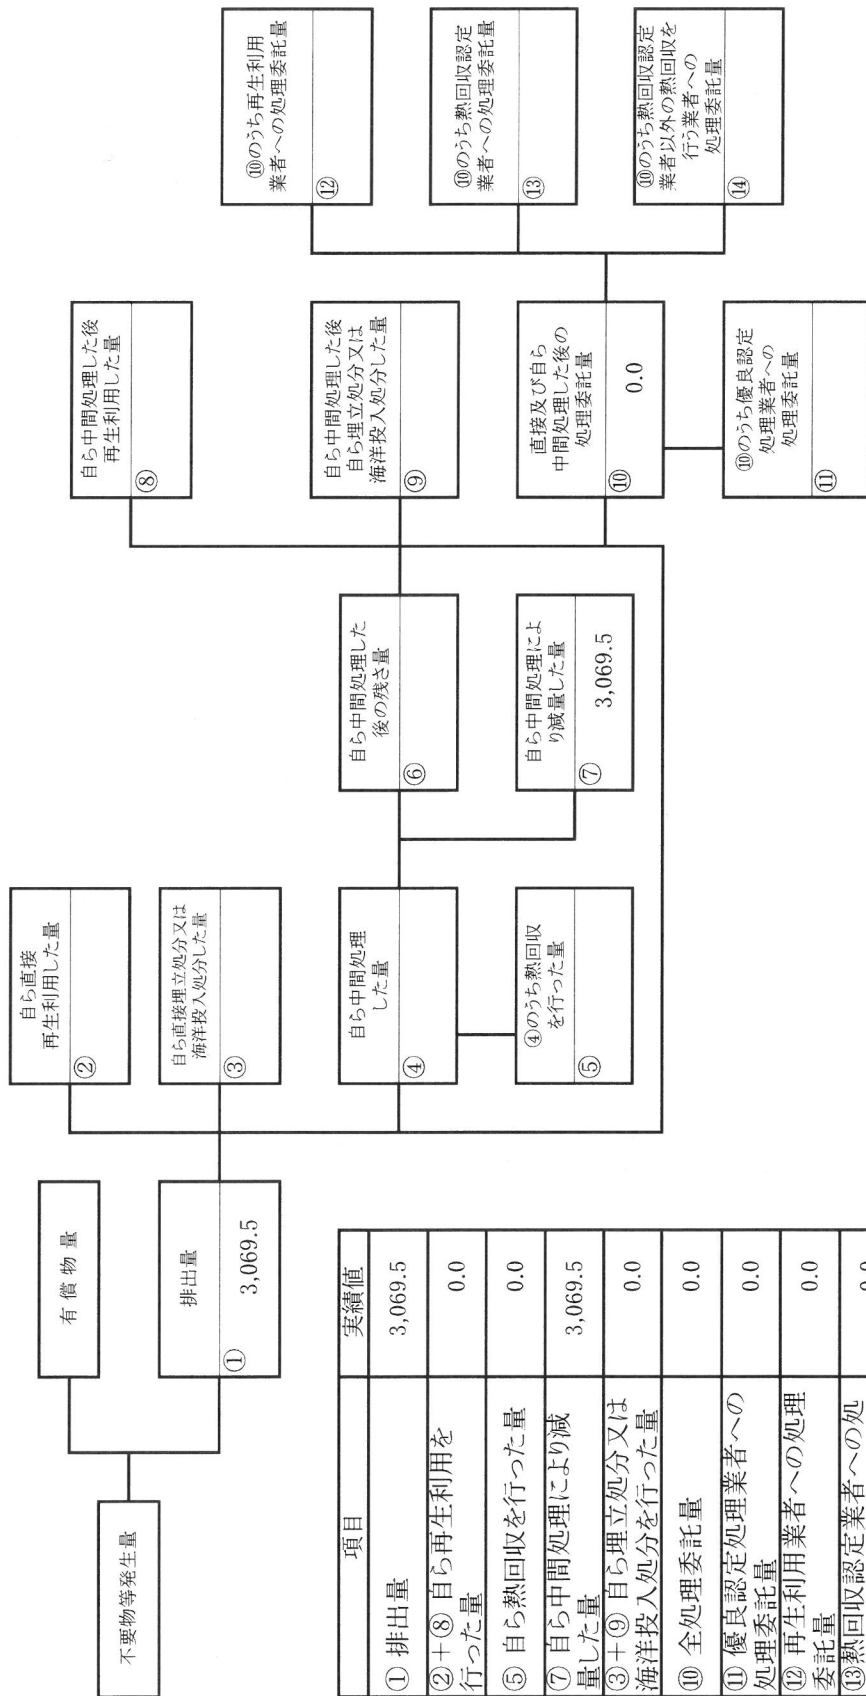 不要物等発生量
有償物量
排出量
①
3,069.5
自ら直接
再生利用した量
②
自ら直接埋立処分又は
海洋投入処分した量
③
自ら中間処理
した量
④
④のうち熱回収
を行った量
⑤
自ら中間処理した
後の残さ量
⑥
自ら中間処理によ
り減量した量
⑦
3,069.5
自ら中間処理した後
再生利用した量
⑧
自ら中間処理した後
自ら埋立処分又は
海洋投入処分した量
⑨
直接及び自ら
中間処理した後の
処理委託量
⑩
0.0
⑩のうち優良認定
処理業者への
処理委託量
⑪
⑩のうち再生利用
業者への処理委託量
⑫
⑩のうち熱回収認定
業者への処理委託量
⑬
⑩のうち熱回収認定
業者以外の熱回収を
行う業者への
処理委託量
⑭
項目 実績値
① 排出量 3,069.5
②+⑧ 自ら再生利用を
行った量 0.0
⑤ 自ら熱回収を行った量 0.0
⑦ 自ら中間処理により減
量した量 3,069.5
③+⑨ 自ら埋立処分又は
海洋投入処分を行った量 0.0
⑩ 全処理委託量 0.0
⑪ 優良認定処理業者への
処理委託量 0.0
⑫ 再生利用業者への処理
委託量 0.0
⑬熱回収認定業者への処 0.0